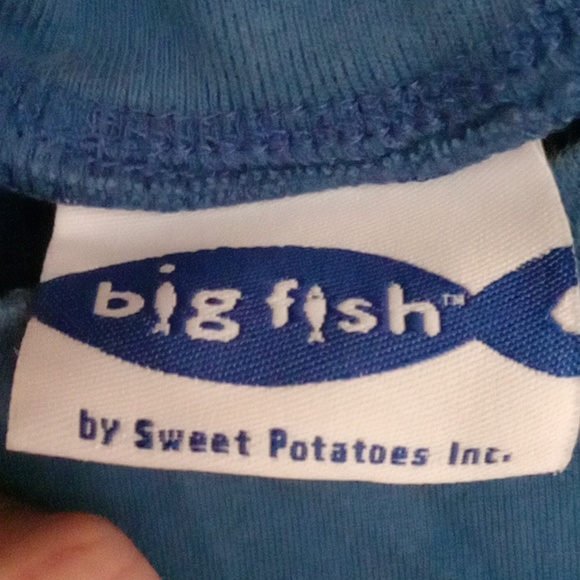 big fish™
by Sweet Potatoes Inc.